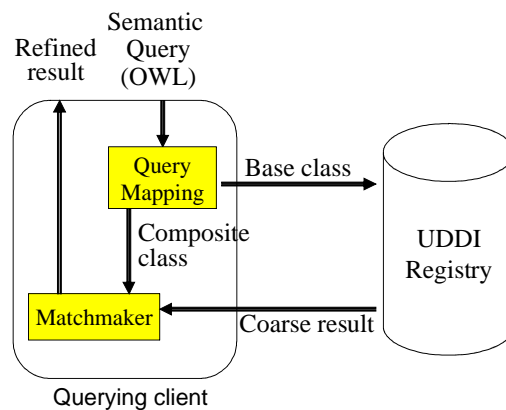 Refined
result
Semantic
Query
(OWL)
Query
Mapping
Base class
Composite
class
UDDI
Registry
Matchmaker
Coarse result
Querying client